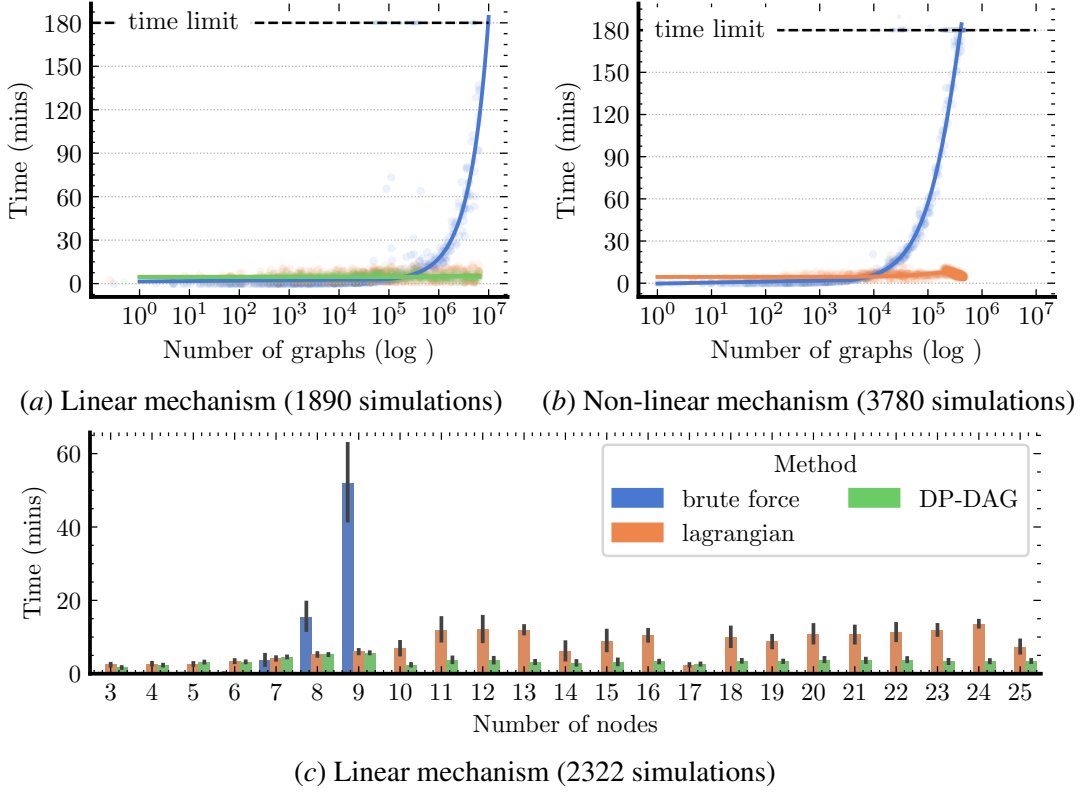 180
150
120
90
60
30
0
Time (mins)
time limit
10^0 10^1 10^2 10^3 10^4 10^5 10^6 10^7
Number of graphs (log )
(a) Linear mechanism (1890 simulations)
180
150
120
90
60
30
0
Time (mins)
time limit
10^0 10^1 10^2 10^3 10^4 10^5 10^6 10^7
Number of graphs (log )
(b) Non-linear mechanism (3780 simulations)
60
40
20
0
Time (mins)
Method
brute force
lagrangian
DP-DAG
3 4 5 6 7 8 9 10 11 12 13 14 15 16 17 18 19 20 21 22 23 24 25
Number of nodes
(c) Linear mechanism (2322 simulations)